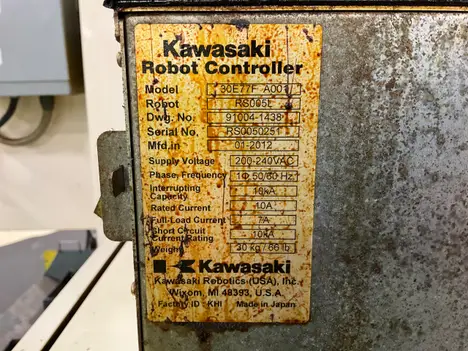 Kawasaki
Robot Controller
Model 30E77F A001
Robot RS005L
Dwg. No. 91004-1438
Serial No. RS0050251
Mfd.in 01-2012
Supply Voltage 200-240VAC
Phase, Frequency 1Φ 50/60 Hz
Interrupting
Capacity 10kA
Rated Current 10A
Full-Load Current 7A
Short Circuit
Current Rating 10kA
Weight 30 kg/66 lb
Kawasaki
Kawasaki Robotics (USA), Inc.
Wixom, MI 48393, U.S.A.
Factory ID : KHI Made in Japan